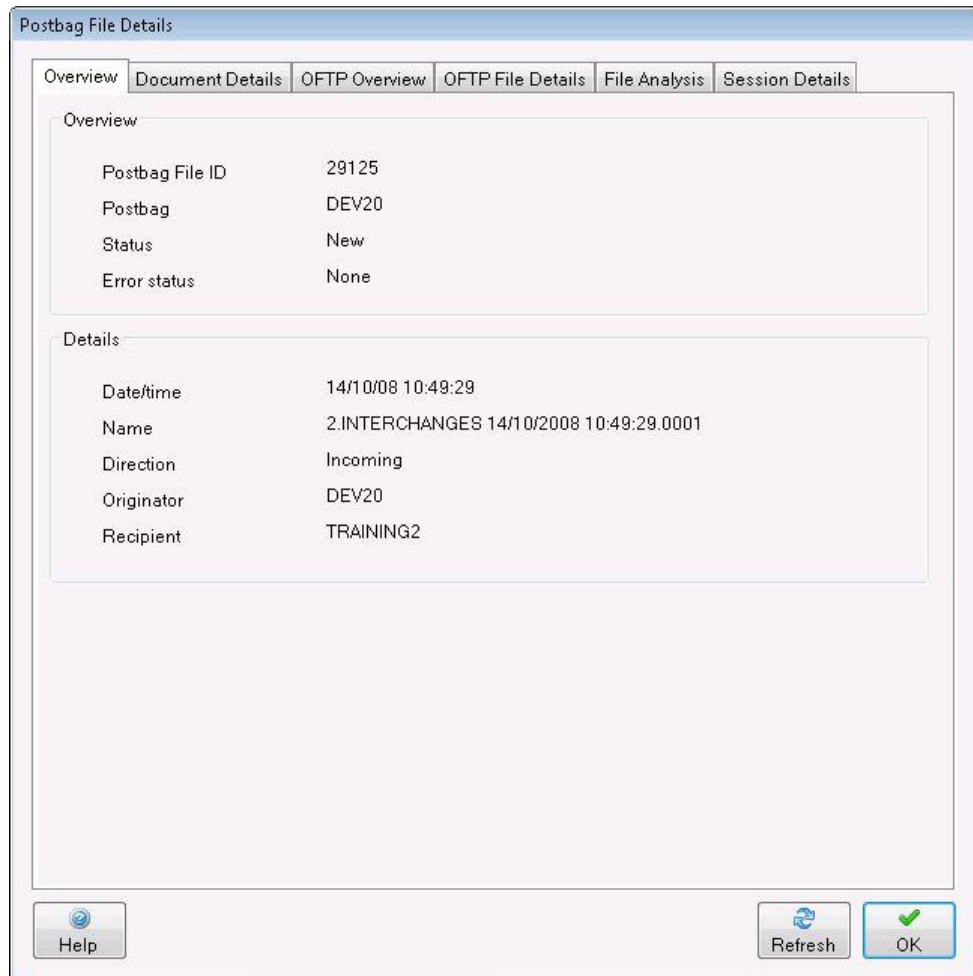 Postbag File Details
Overview Document Details OFTP Overview OFTP File Details File Analysis Session Details
Overview
Postbag File ID 29125
Postbag DEV20
Status New
Error status None
Details
Date/time 14/10/08 10:49:29
Name 2.INTERCHANGES 14/10/2008 10:49:29.0001
Direction Incoming
Originator DEV20
Recipient TRAINING2
Help Refresh OK